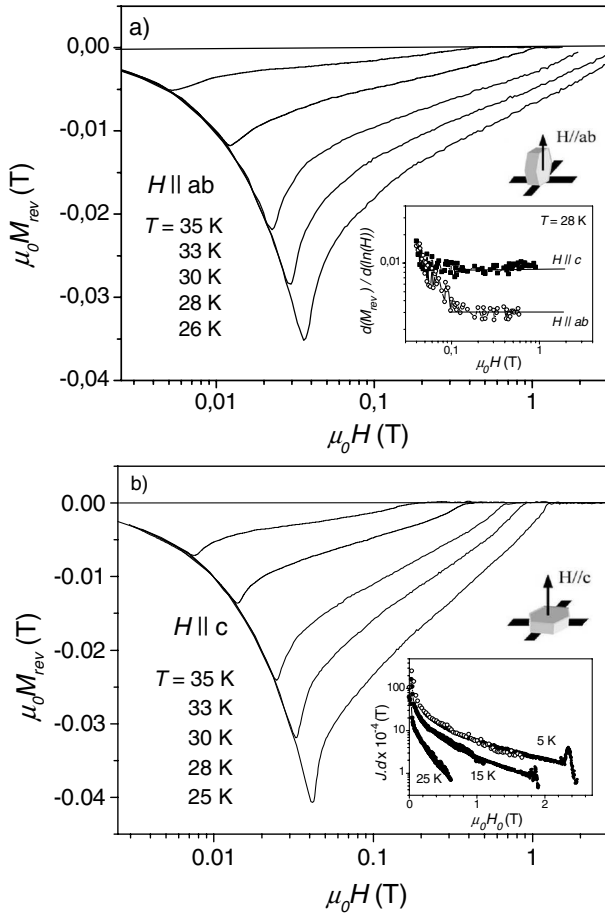 a)
0,00
-0,01
-0,02
-0,03
-0,04
μ₀M_rev (T)
H || ab
T = 35 K
33 K
30 K
28 K
26 K
H//ab
T = 28 K
0,01
H || c
H || ab
d(M_rev) / d(ln(H))
0,1 1
μ₀H (T)
0,01 0,1 1
μ₀H (T)
b)
0.00
-0.01
-0.02
-0.03
-0.04
μ₀M_rev (T)
H || c
T = 35 K
33 K
30 K
28 K
25 K
H//c
100
10
1
J.d x 10⁻⁴ (T)
5 K
15 K
25 K
0 1 2
μ₀H₀ (T)
0.01 0.1 1
μ₀H (T)